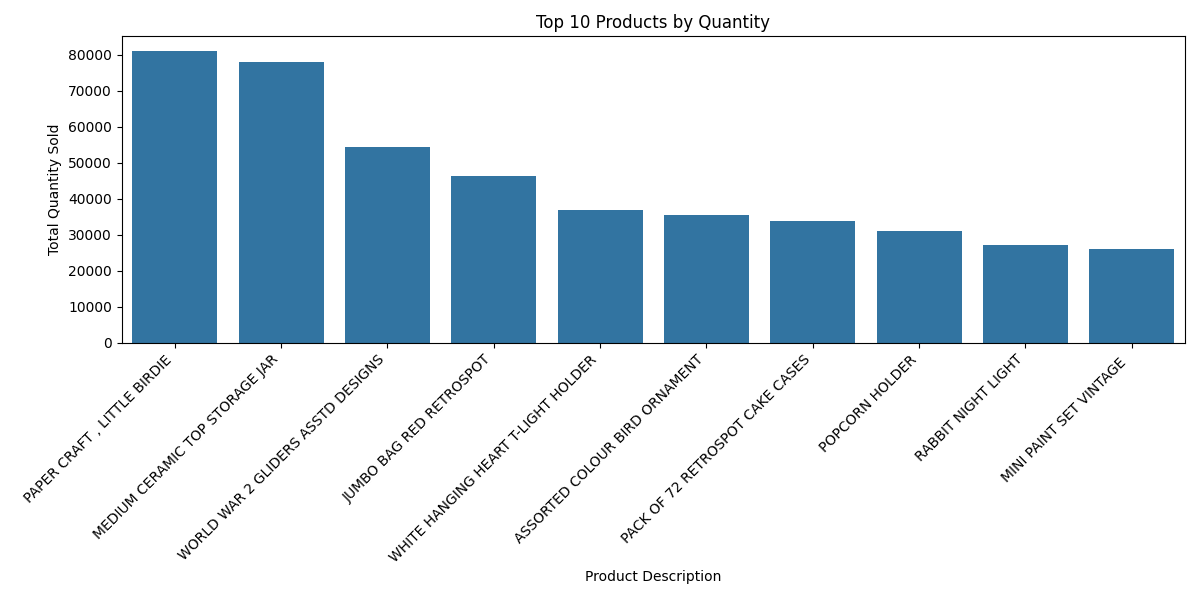 Top 10 Products by Quantity
Total Quantity Sold
80000
70000
60000
50000
40000
30000
20000
10000
0
PAPER CRAFT , LITTLE BIRDIE
MEDIUM CERAMIC TOP STORAGE JAR
WORLD WAR 2 GLIDERS ASSTD DESIGNS
JUMBO BAG RED RETROSPOT
WHITE HANGING HEART T-LIGHT HOLDER
ASSORTED COLOUR BIRD ORNAMENT
PACK OF 72 RETROSPOT CAKE CASES
POPCORN HOLDER
RABBIT NIGHT LIGHT
MINI PAINT SET VINTAGE
Product Description